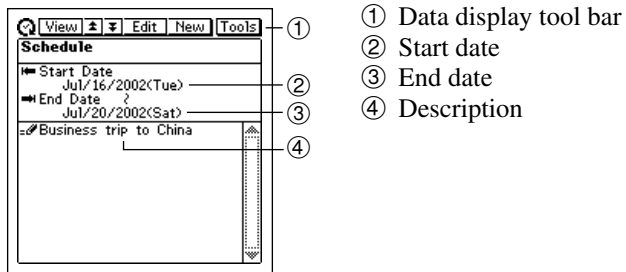 View Edit New Tools
Schedule
Start Date
Jul/16/2002(Tue)
End Date ~
Jul/20/2002(Sat)
Business trip to China
①
②
③
④
① Data display tool bar
② Start date
③ End date
④ Description